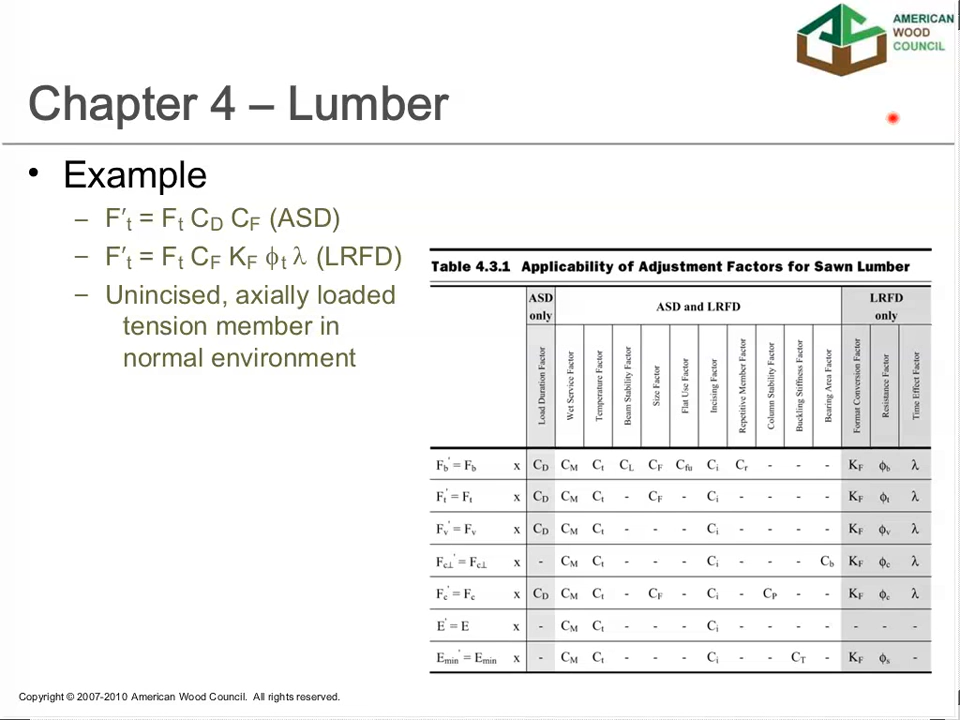 AMERICAN
WOOD
COUNCIL
Chapter 4 – Lumber
• Example
– F′t = Ft CD CF (ASD)
– F′t = Ft CF KF ϕt λ (LRFD)
– Unincised, axially loaded
tension member in
normal environment
Table 4.3.1 Applicability of Adjustment Factors for Sawn Lumber
ASD only ASD and LRFD LRFD only
Load Duration Factor
Wet Service Factor
Temperature Factor
Beam Stability Factor
Size Factor
Flat Use Factor
Incising Factor
Repetitive Member Factor
Column Stability Factor
Buckling Stiffness Factor
Bearing Area Factor
Format Conversion Factor
Resistance Factor
Time Effect Factor
Fb' = Fb x CD CM Ct CL CF Cfu Ci Cr - - - KF ϕb λ
Ft' = Ft x CD CM Ct - CF - Ci - - - - KF ϕt λ
Fv' = Fv x CD CM Ct - - - Ci - - - - KF ϕv λ
Fc⊥' = Fc⊥ x - CM Ct - - - Ci - - - Cb KF ϕc λ
Fc' = Fc x CD CM Ct - CF - Ci - CP - - KF ϕc λ
E' = E x - CM Ct - - - Ci - - - - - - -
Emin' = Emin x - CM Ct - - - Ci - - CT - KF ϕs -
Copyright © 2007-2010 American Wood Council. All rights reserved.